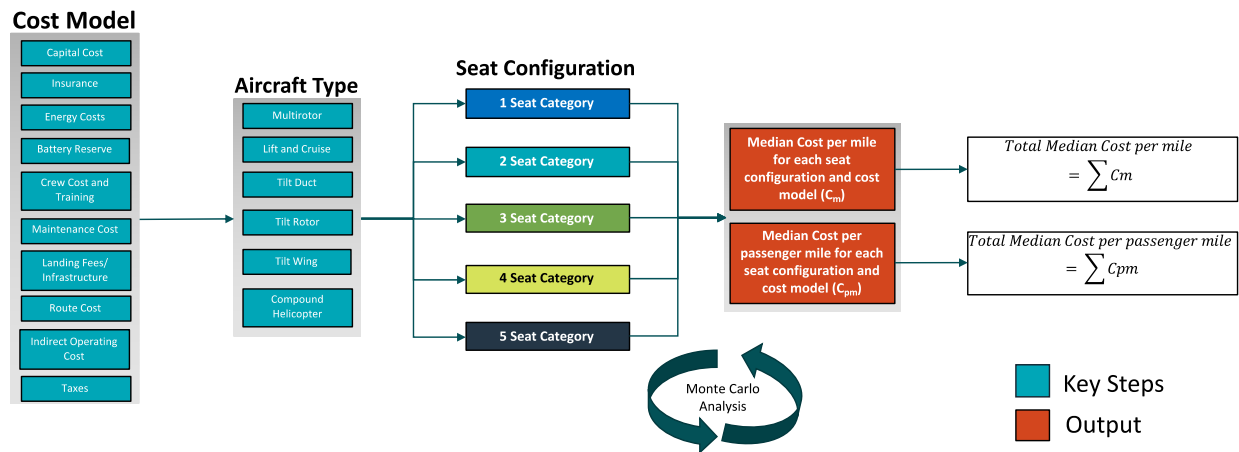 Cost Model
Capital Cost
Insurance
Energy Costs
Battery Reserve
Crew Cost and
Training
Maintenance Cost
Landing Fees/
Infrastructure
Route Cost
Indirect Operating
Cost
Taxes
Aircraft Type
Multirotor
Lift and Cruise
Tilt Duct
Tilt Rotor
Tilt Wing
Compound
Helicopter
Seat Configuration
1 Seat Category
2 Seat Category
3 Seat Category
4 Seat Category
5 Seat Category
Median Cost per mile
for each seat
configuration and cost
model (Cm)
Median Cost per
passenger mile for each
seat configuration and
cost model (Cpm)
Total Median Cost per mile
= ∑ Cm
Total Median Cost per passenger mile
= ∑ Cpm
Monte Carlo
Analysis
Key Steps
Output